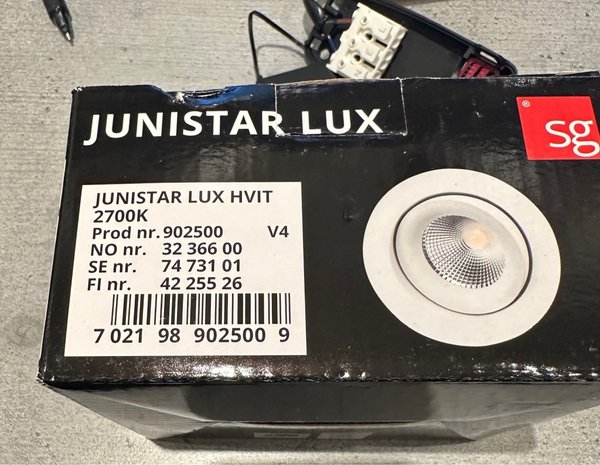 JUNISTAR LUX
® sg
JUNISTAR LUX HVIT
2700K
Prod nr. 902500 V4
NO nr. 32 366 00
SE nr. 74 731 01
FI nr. 42 255 26
7 021 98 902500 9